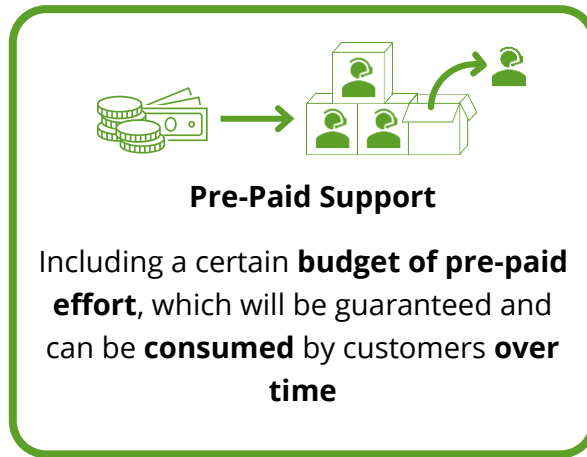 Pre-Paid Support
Including a certain budget of pre-paid
effort, which will be guaranteed and
can be consumed by customers over
time